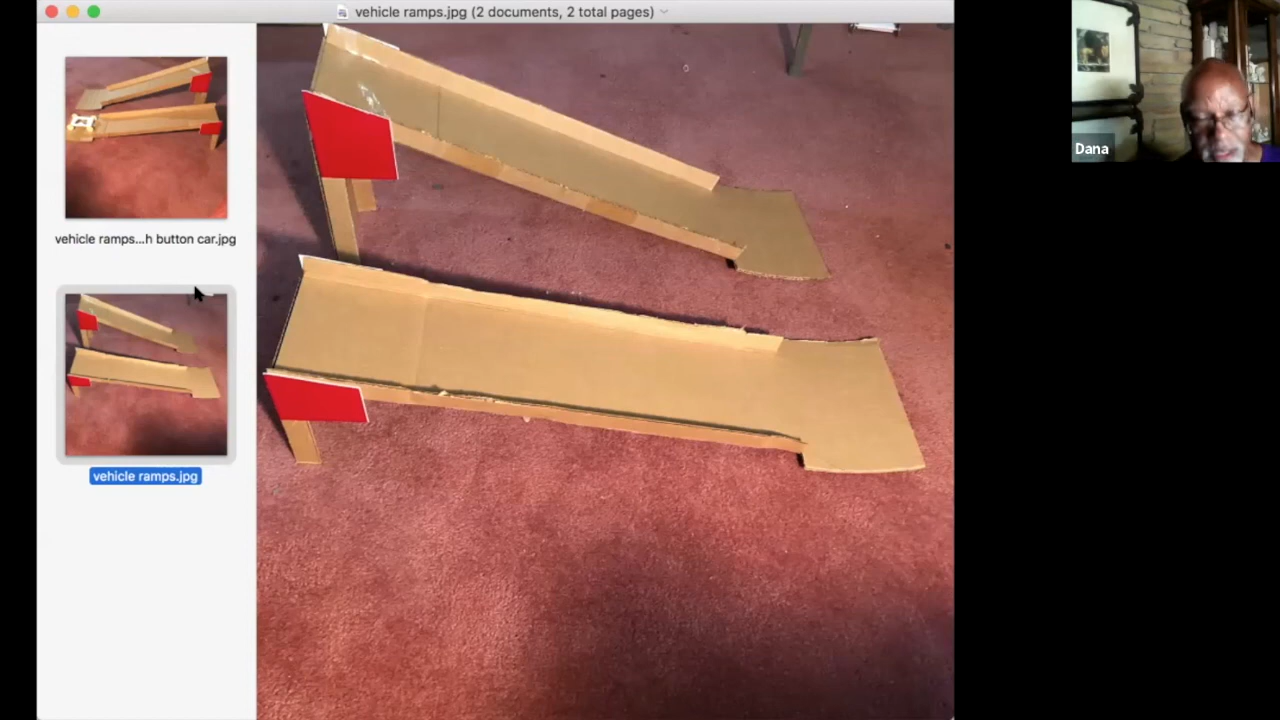 vehicle ramps.jpg (2 documents, 2 total pages)
vehicle ramps...h button car.jpg
vehicle ramps.jpg
Dana